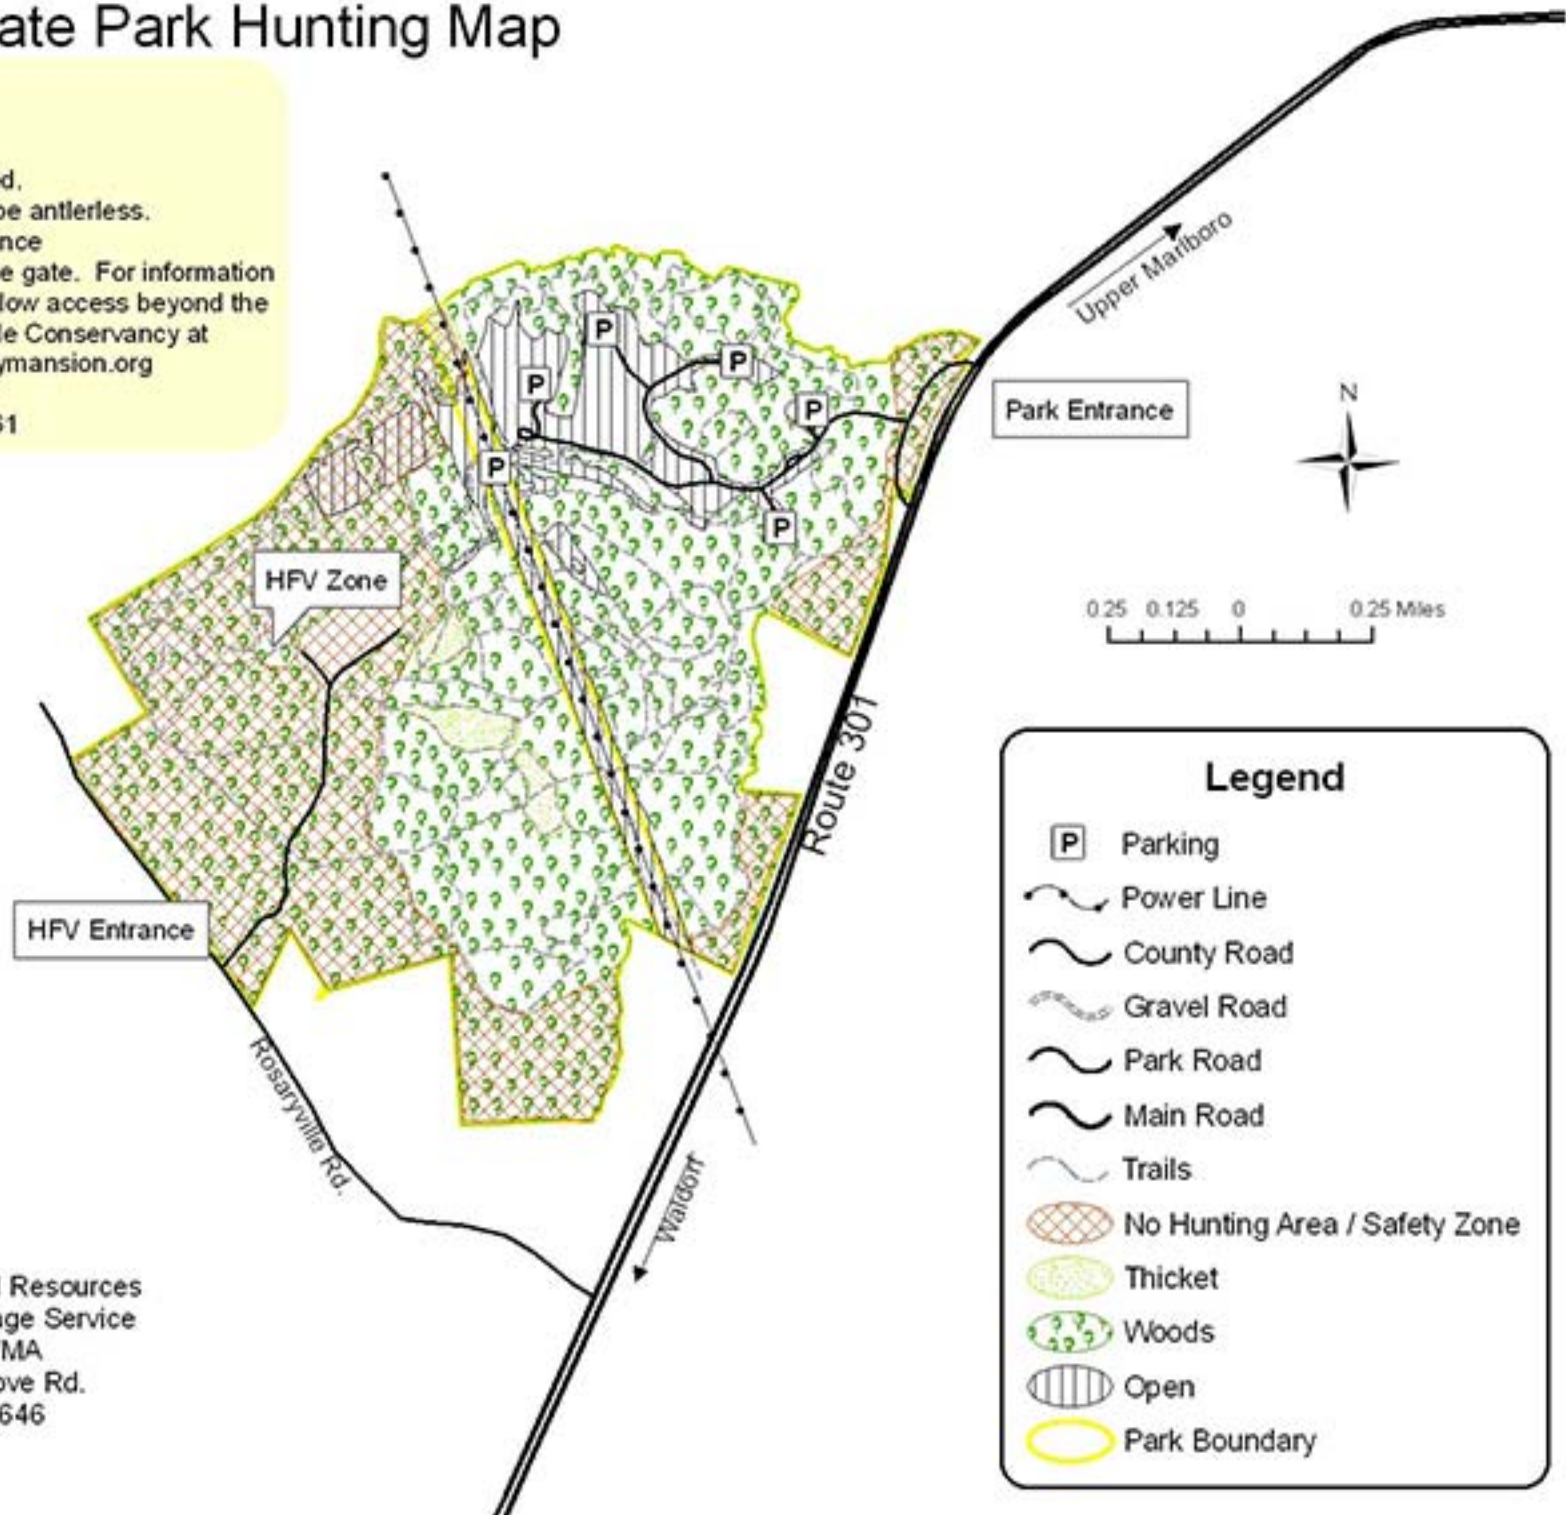 ate Park Hunting Map
d.
be antlerless.
nce
e gate. For information
low access beyond the
le Conservancy at
ymansion.org
61
Upper Marlboro
P
P
P
P
P
P
Park Entrance
N
HFV Zone
0.25 0.125 0 0.25 Miles
Route 301
HFV Entrance
Rosaryville Rd.
Waldorf
Legend
P Parking
Power Line
County Road
Gravel Road
Park Road
Main Road
Trails
No Hunting Area / Safety Zone
Thicket
Woods
Open
Park Boundary
l Resources
age Service
MA
ove Rd.
646